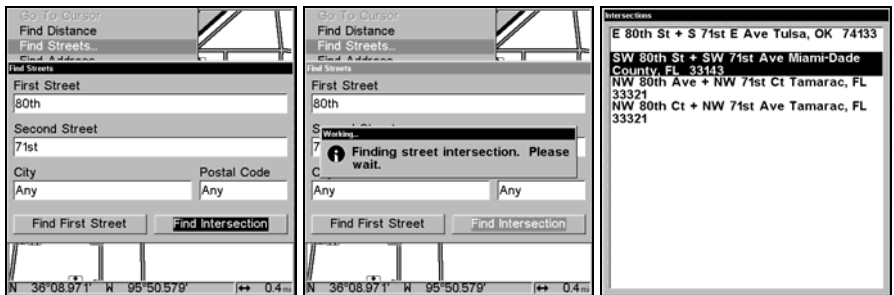 Go To Cursor
Find Distance
Find Streets...
Find Address
Find Streets
First Street
80th
Second Street
71st
City Postal Code
Any Any
Find First Street Find Intersection
N 36°08.971' W 95°50.579' ↔ 0.4 mi
Go To Cursor
Find Distance
Find Streets...
Find Address
Find Streets
First Street
80th
Working...
Finding street intersection. Please
wait.
Any Any
Find First Street Find Intersection
N 36°08.971' W 95°50.579' ↔ 0.4 mi
Intersections
E 80th St + S 71st E Ave Tulsa, OK 74133
SW 80th St + SW 71st Ave Miami-Dade
County, FL 33143
NW 80th Ave + NW 71st Ct Tamarac, FL
33321
NW 80th Ct + NW 71st Ave Tamarac, FL
33321